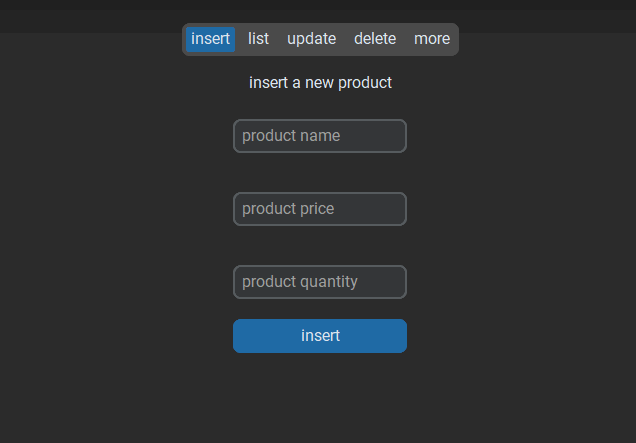 insert list update delete more
insert a new product
product name
product price
product quantity
insert